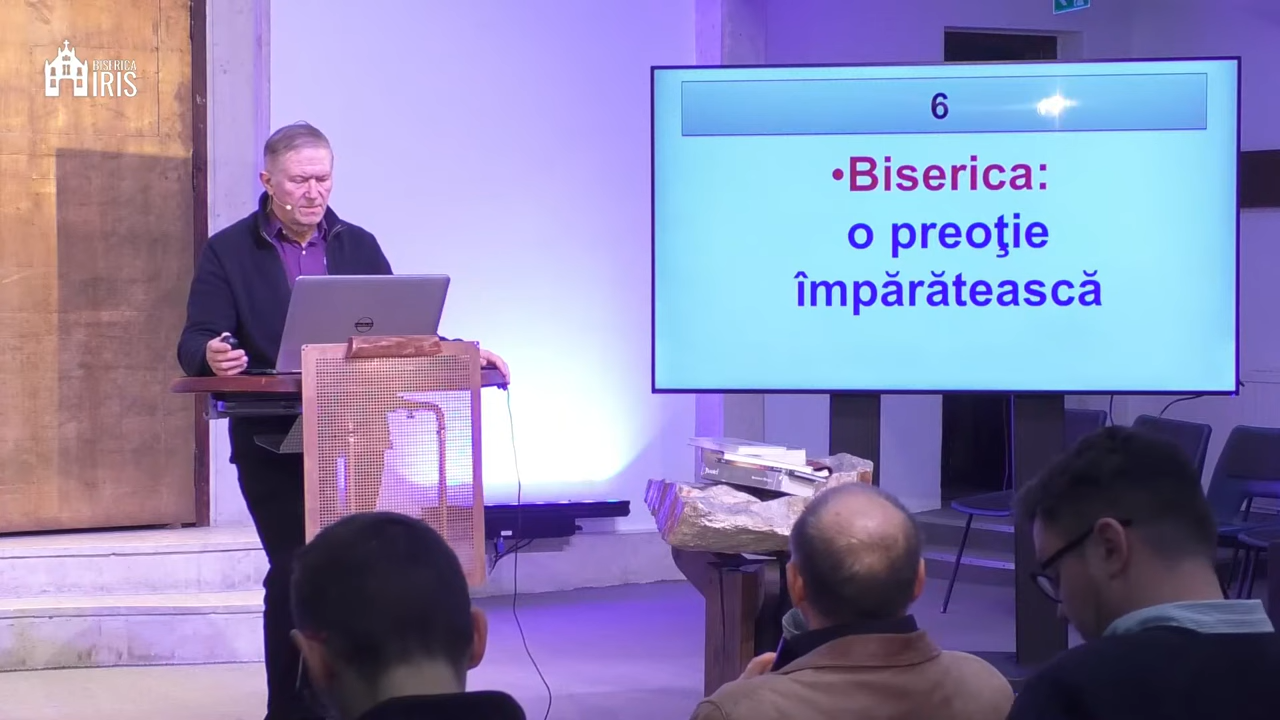 BISERICA
IRIS
6
•Biserica:
o preoţie
împărătească